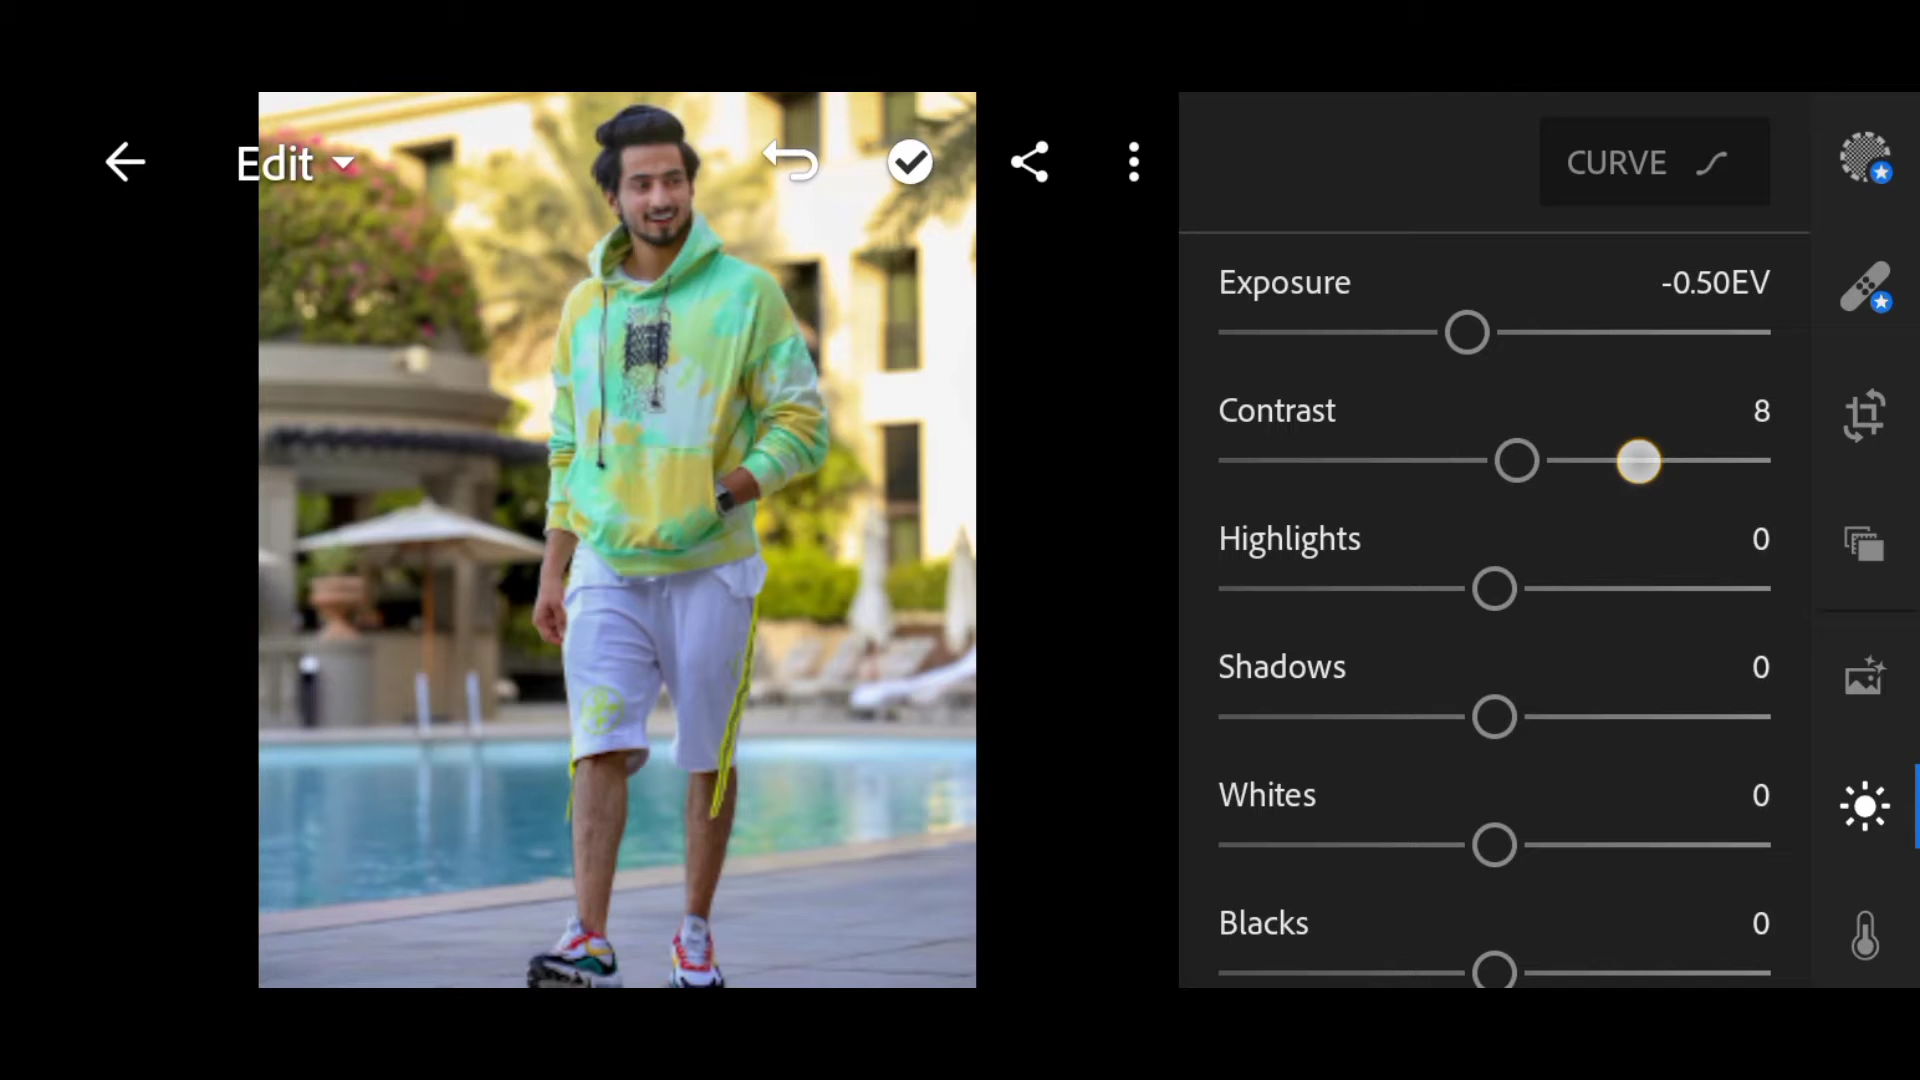 Edit
CURVE
Exposure -0.50EV
Contrast 8
Highlights 0
Shadows 0
Whites 0
Blacks 0